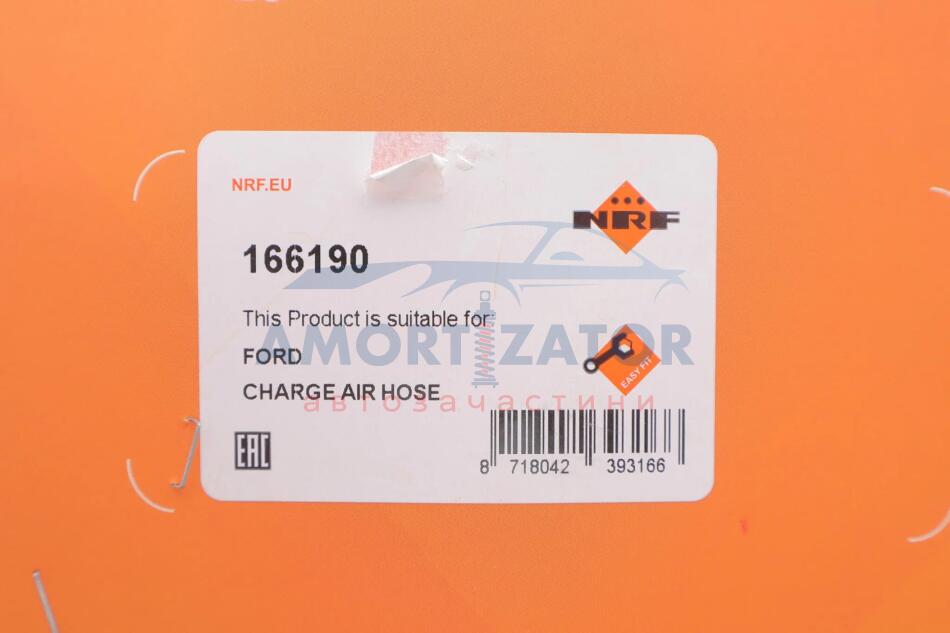 NRF.EU
NRF
166190
This Product is suitable for:
AMORTIZATOR
FORD
EASY FIT
CHARGE AIR HOSE
автозачастини
EAC
8 718042 393166